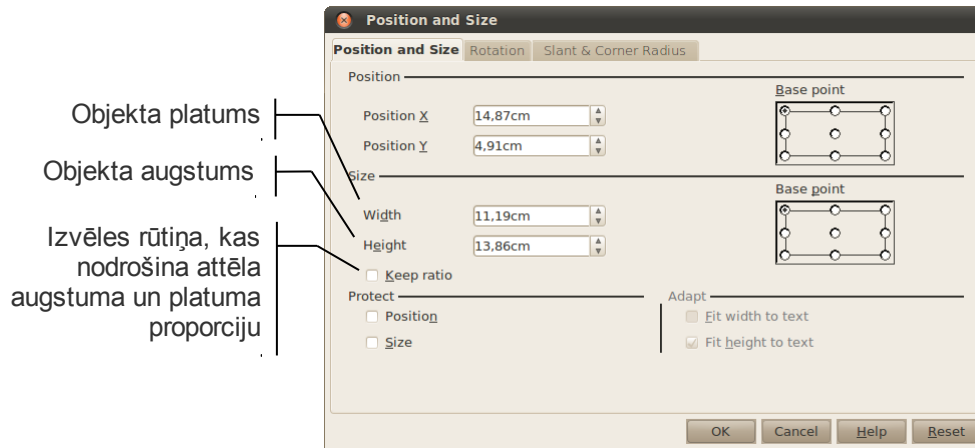 Position and Size
Position and Size Rotation Slant & Corner Radius
Position
Base point
Objekta platums
Position X 14,87cm
Position Y 4,91cm
Objekta augstums
Size
Base point
Width 11,19cm
Izvēles rūtiņa, kas
nodrošina attēla
augstuma un platuma
proporciju
Height 13,86cm
Keep ratio
Protect
Adapt
Position
Fit width to text
Size
Fit height to text
OK Cancel Help Reset